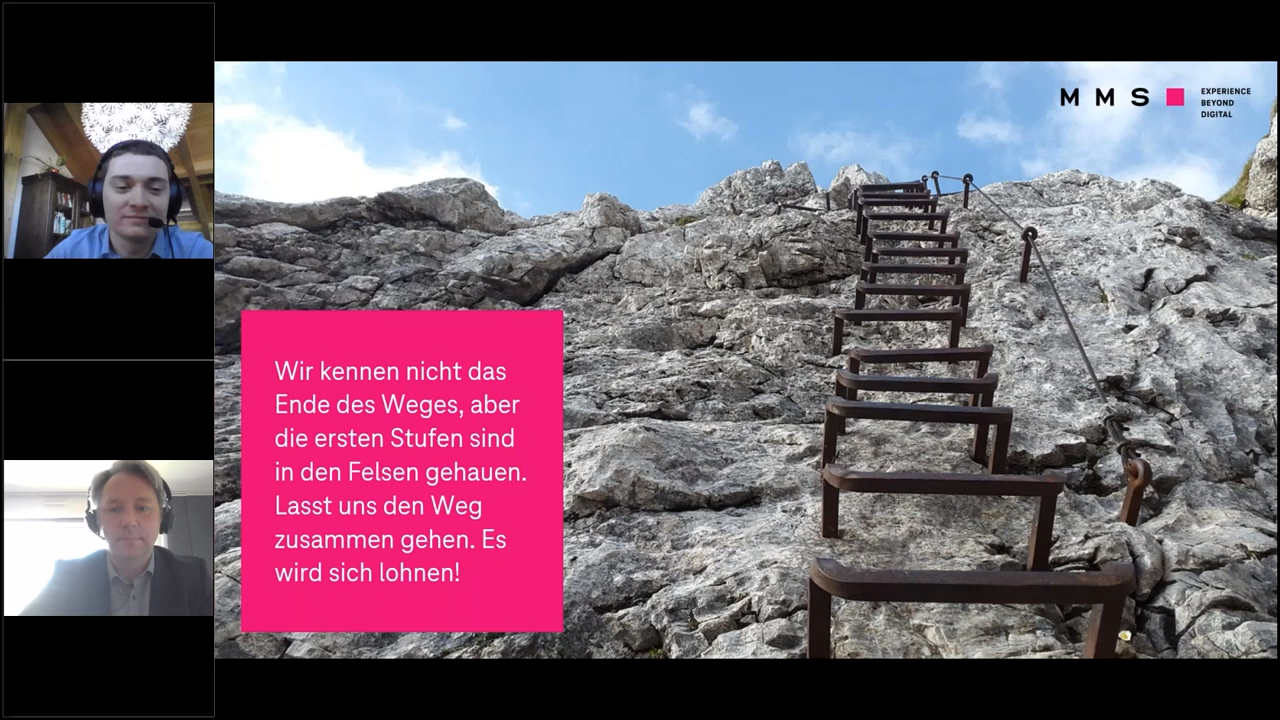 MMS
EXPERIENCE
BEYOND
DIGITAL
Wir kennen nicht das
Ende des Weges, aber
die ersten Stufen sind
in den Felsen gehauen.
Lasst uns den Weg
zusammen gehen. Es
wird sich lohnen!